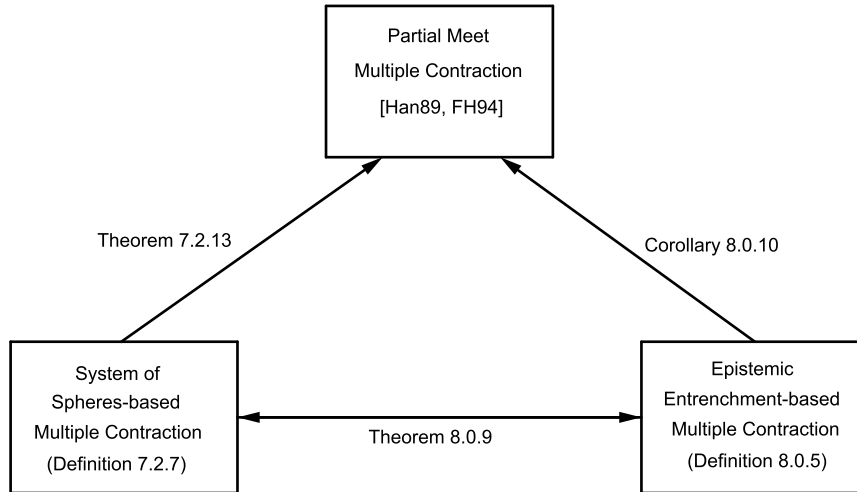 Partial Meet
Multiple Contraction
[Han89, FH94]
Theorem 7.2.13
Corollary 8.0.10
System of
Spheres-based
Multiple Contraction
(Definition 7.2.7)
Theorem 8.0.9
Epistemic
Entrenchment-based
Multiple Contraction
(Definition 8.0.5)